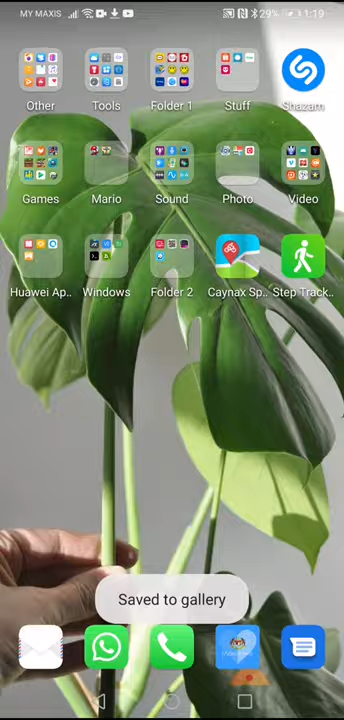 MY MAXIS 29% 1:19
Other Tools Folder 1 Stuff Shazam
Games Mario Sound Photo Video
Huawei Ap.. Windows Folder 2 Caynax Sp.. Step Track..
Saved to gallery